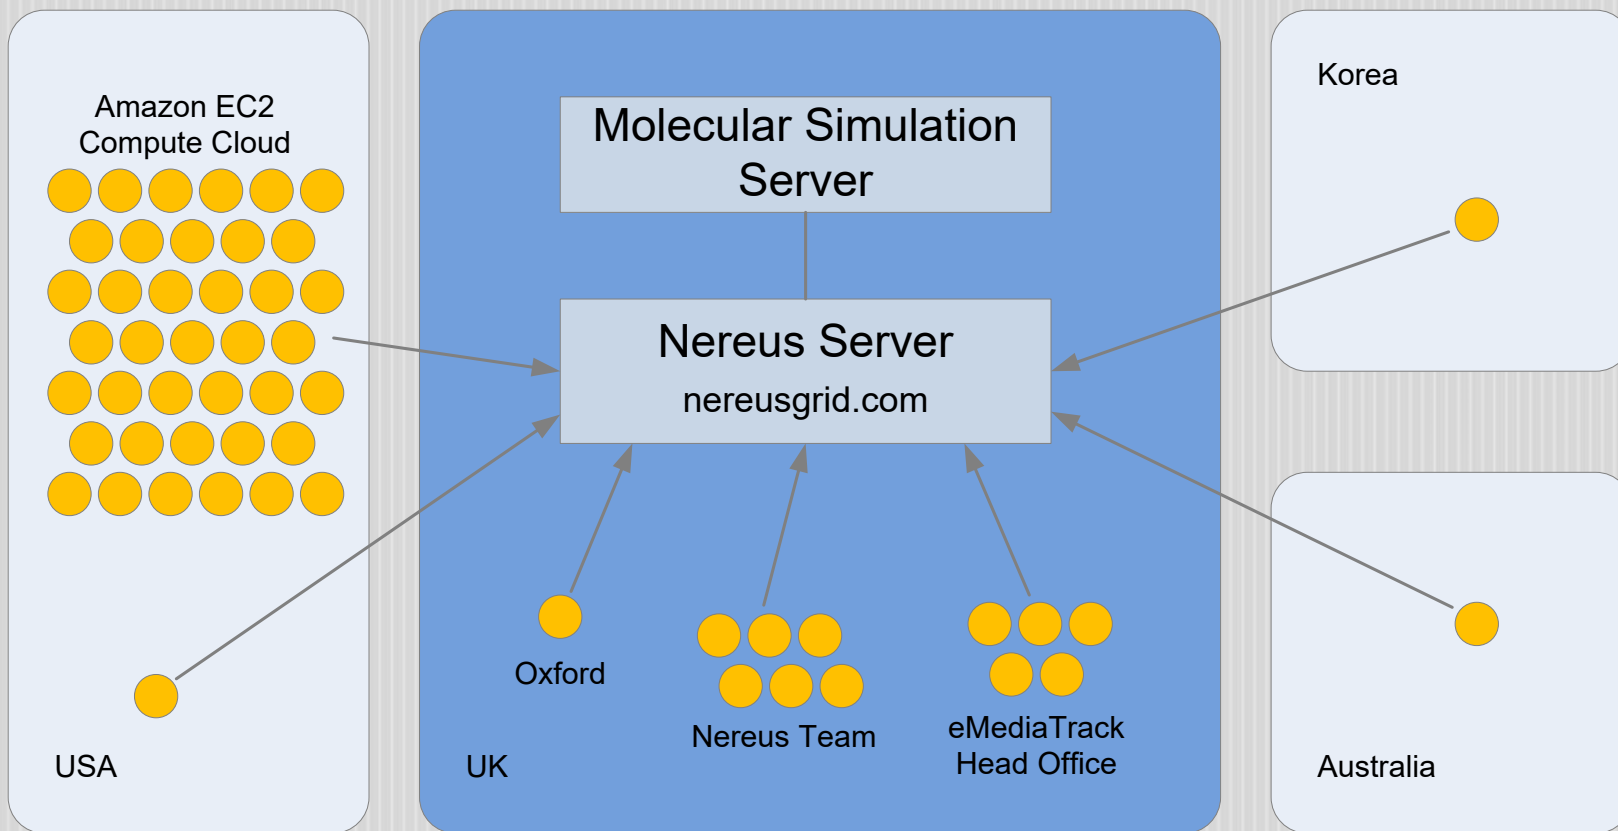 Amazon EC2
Compute Cloud
USA
Molecular Simulation
Server
Nereus Server
nereusgrid.com
Oxford
Nereus Team
eMediaTrack
Head Office
UK
Korea
Australia